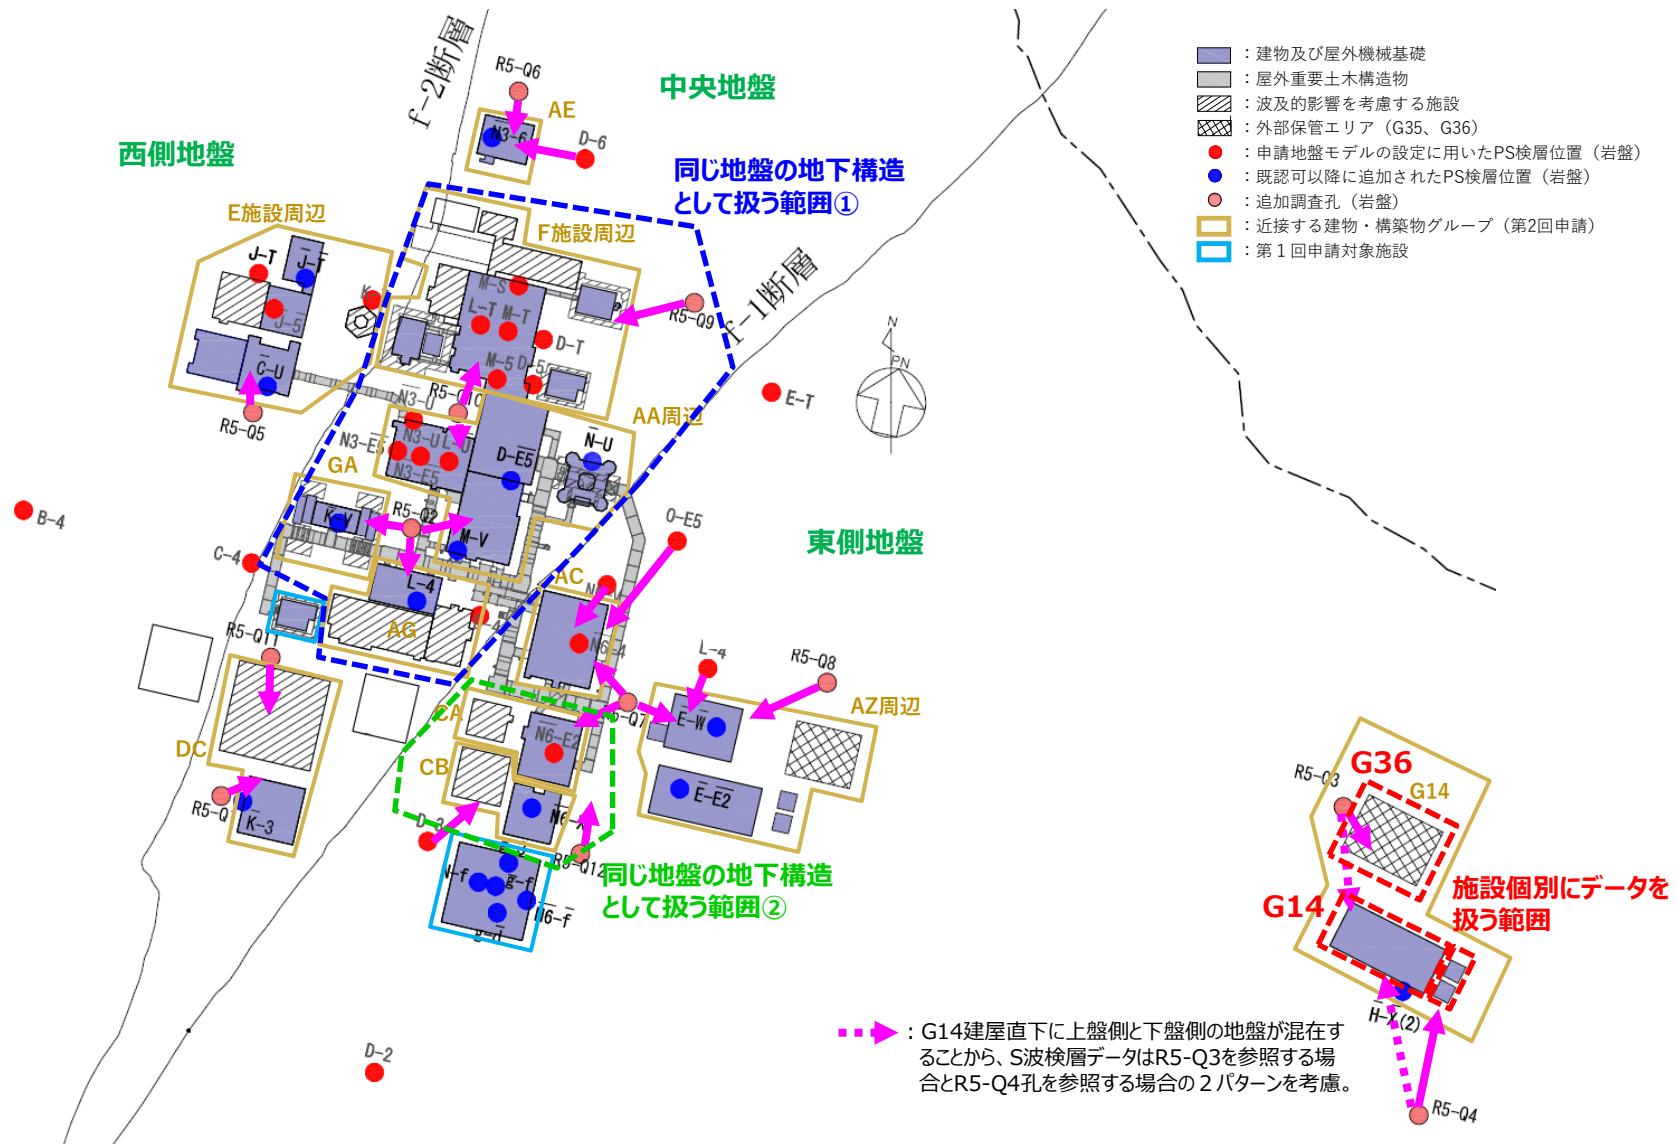 R5-Q6
中央地盤
f-2断層
AE
N3-6
D-6
西側地盤
同じ地盤の地下構造
として扱う範囲①
：建物及び屋外機械基礎
：屋外重要土木構造物
：波及的影響を考慮する施設
：外部保管エリア（G35、G36）
：申請地盤モデルの設定に用いたPS検層位置（岩盤）
：既認可以降に追加されたPS検層位置（岩盤）
：追加調査孔（岩盤）
：近接する建物・構築物グループ（第2回申請）
：第１回申請対象施設
E施設周辺
F施設周辺
J-T
J-T
M-S
L-T
M-T
J-5
R5-Q9
f-1断層
D-T
M-5
D-5
C-U
N3-U
R5-Q5
E-T
N
PN
AA周辺
N3-E5
N3-U
L-U
N3-E5
D-E5
N-U
GA
K-V
R5-Q2
M-V
O-E5
東側地盤
B-4
C-4
L-4
AC
AG
N6-E4
R5-Q11
L-4
R5-Q8
AZ周辺
CA
R5-Q7
E-W
N6-E2
DC
CB
E-E2
K-3
D-3
R5-Q12
同じ地盤の地下構造
として扱う範囲②
g-f
N6-f
R5-Q3
G36
G14
施設個別にデータを
扱う範囲
G14
H-X(2)
D-2
：G14建屋直下に上盤側と下盤側の地盤が混在す
ることから、S波検層データはR5-Q3を参照する場
合とR5-Q4孔を参照する場合の２パターンを考慮。
R5-Q4